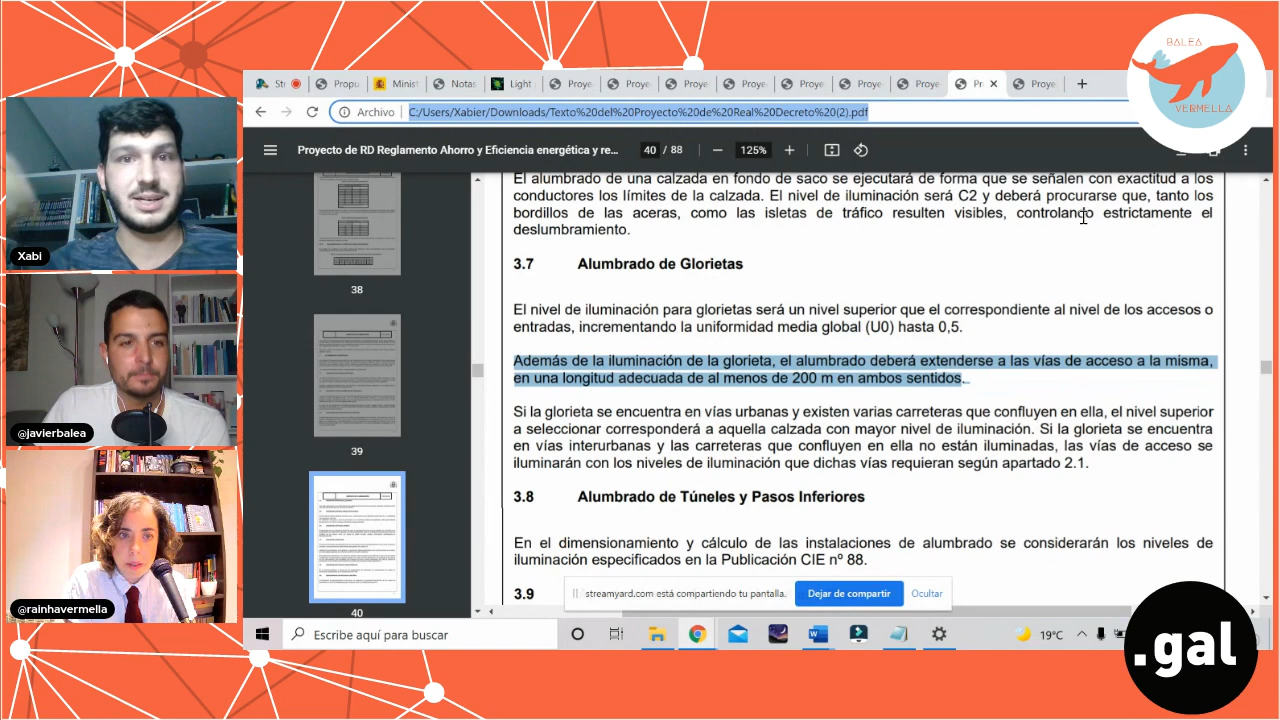 BALEA
VERMELLA
Propu
Minist
Notas
Light
Proye
Proye
Proye
Proye
Proye
Proye
Proye
Pr
Proye
Archivo
C:/Users/Xabier/Downloads/Texto%20del%20Proyecto%20de%20Real%20Decreto%20(2).pdf
Proyecto de RD Reglamento Ahorro y Eficiencia energética y re...
40 / 88
125%
El alumbrado de una calzada en fondo de saco se ejecutará de forma que se señalen con exactitud a los
conductores los límites de la calzada. El nivel de iluminación será C2 y deberá procurarse que, tanto los
bordillos de las aceras, como las isletas de tráfico resulten visibles, controlando estrictamente el
deslumbramiento.
3.7 Alumbrado de Glorietas
El nivel de iluminación para glorietas será un nivel superior que el correspondiente al nivel de los accesos o
entradas, incrementando la uniformidad media global (U0) hasta 0,5.
Además de la iluminación de la glorieta, el alumbrado deberá extenderse a las vías de acceso a la misma,
en una longitud adecuada de al menos de 200 m en ambos sentidos.
Si la glorieta se encuentra en vías urbanas y existen varias carreteras que confluyen en ella, el nivel superior
a seleccionar corresponderá a aquella calzada con mayor nivel de iluminación. Si la glorieta se encuentra
en vías interurbanas y las carreteras que confluyen en ella no están iluminadas, las vías de acceso se
iluminarán con los niveles de iluminación que dichas vías requieran según apartado 2.1.
3.8 Alumbrado de Túneles y Pasos Inferiores
En el dimensionamiento y cálculo de las instalaciones de alumbrado se considerarán los niveles de
iluminación especificados en la Publicación CIE nº 88.
3.9
38
39
40
streamyard.com está compartiendo tu pantalla.
Dejar de compartir
Ocultar
Escribe aquí para buscar
19°C
Xabi
@javierbalea
@rainhavermella
.gal